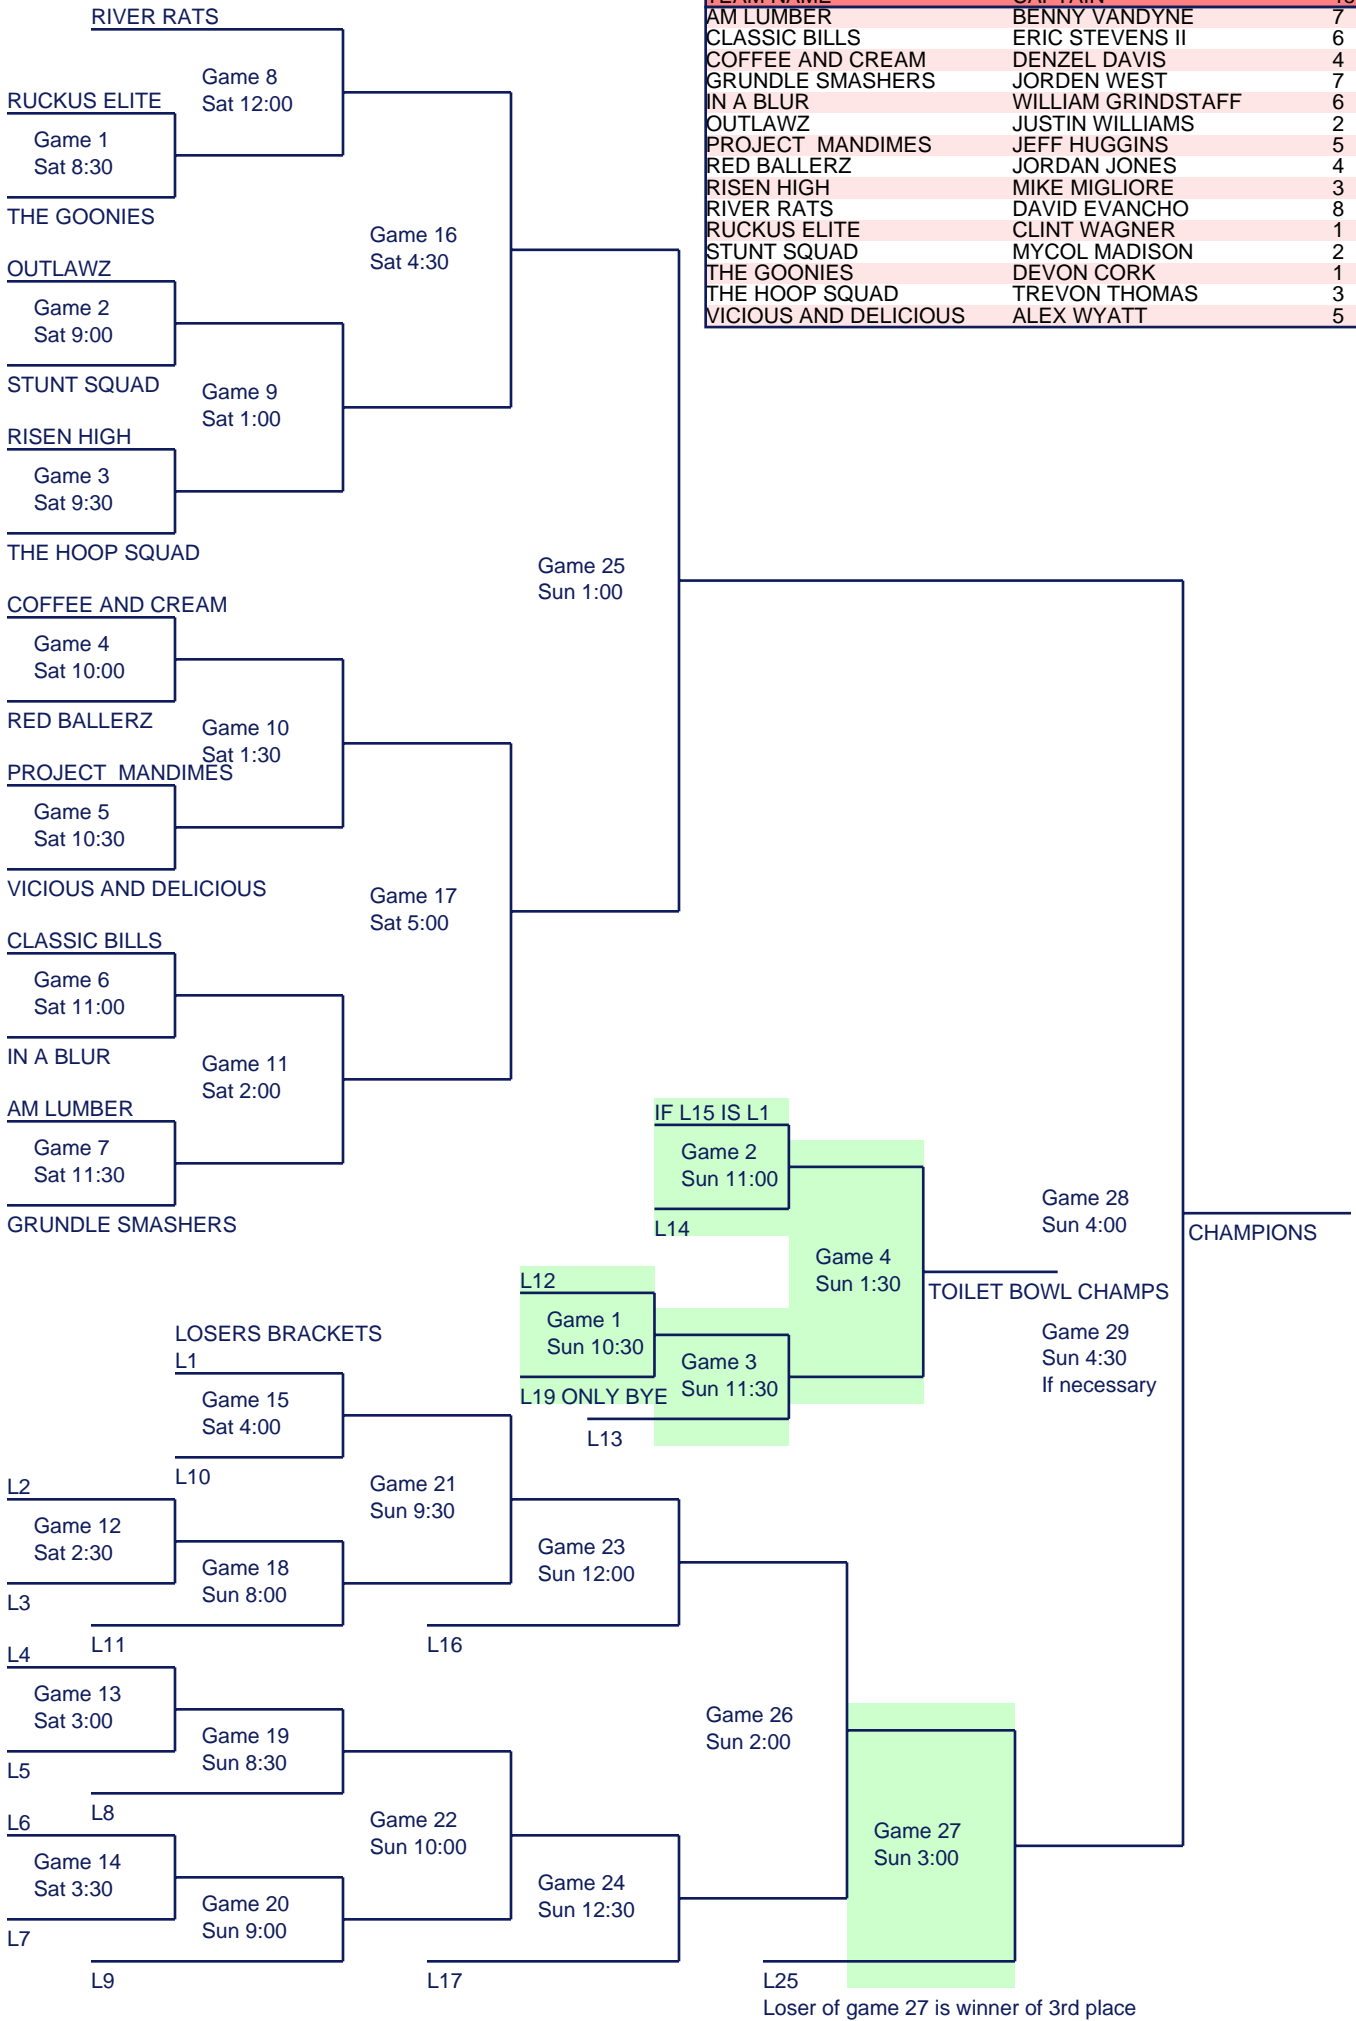 RIVER RATS
Game 8
Sat 12:00
RUCKUS ELITE
Game 1
Sat 8:30
THE GOONIES
Game 16
Sat 4:30
OUTLAWZ
Game 2
Sat 9:00
STUNT SQUAD
Game 9
Sat 1:00
RISEN HIGH
Game 3
Sat 9:30
THE HOOP SQUAD
Game 25
Sun 1:00
COFFEE AND CREAM
Game 4
Sat 10:00
RED BALLERZ
Game 10
Sat 1:30
PROJECT MANDIMES
Game 5
Sat 10:30
VICIOUS AND DELICIOUS
Game 17
Sat 5:00
CLASSIC BILLS
Game 6
Sat 11:00
IN A BLUR
Game 11
Sat 2:00
AM LUMBER
Game 7
Sat 11:30
GRUNDLE SMASHERS
AM LUMBER BENNY VANDYNE 7
CLASSIC BILLS ERIC STEVENS II 6
COFFEE AND CREAM DENZEL DAVIS 4
GRUNDLE SMASHERS JORDEN WEST 7
IN A BLUR WILLIAM GRINDSTAFF 6
OUTLAWZ JUSTIN WILLIAMS 2
PROJECT MANDIMES JEFF HUGGINS 5
RED BALLERZ JORDAN JONES 4
RISEN HIGH MIKE MIGLIORE 3
RIVER RATS DAVID EVANCHO 8
RUCKUS ELITE CLINT WAGNER 1
STUNT SQUAD MYCOL MADISON 2
THE GOONIES DEVON CORK 1
THE HOOP SQUAD TREVON THOMAS 3
VICIOUS AND DELICIOUS ALEX WYATT 5
IF L15 IS L1
Game 2
Sun 11:00
L14
Game 4
Sun 1:30
L12
Game 1
Sun 10:30
L19 ONLY BYE
Game 3
Sun 11:30
L13
TOILET BOWL CHAMPS
Game 28
Sun 4:00
CHAMPIONS
Game 29
Sun 4:30
If necessary
LOSERS BRACKETS
L1
Game 15
Sat 4:00
L10
Game 21
Sun 9:30
L2
Game 12
Sat 2:30
L3
Game 18
Sun 8:00
L11
Game 23
Sun 12:00
L16
L4
Game 13
Sat 3:00
L5
Game 19
Sun 8:30
L8
Game 26
Sun 2:00
L6
Game 14
Sat 3:30
L7
Game 22
Sun 10:00
Game 20
Sun 9:00
L9
Game 24
Sun 12:30
L17
Game 27
Sun 3:00
L25
Loser of game 27 is winner of 3rd place